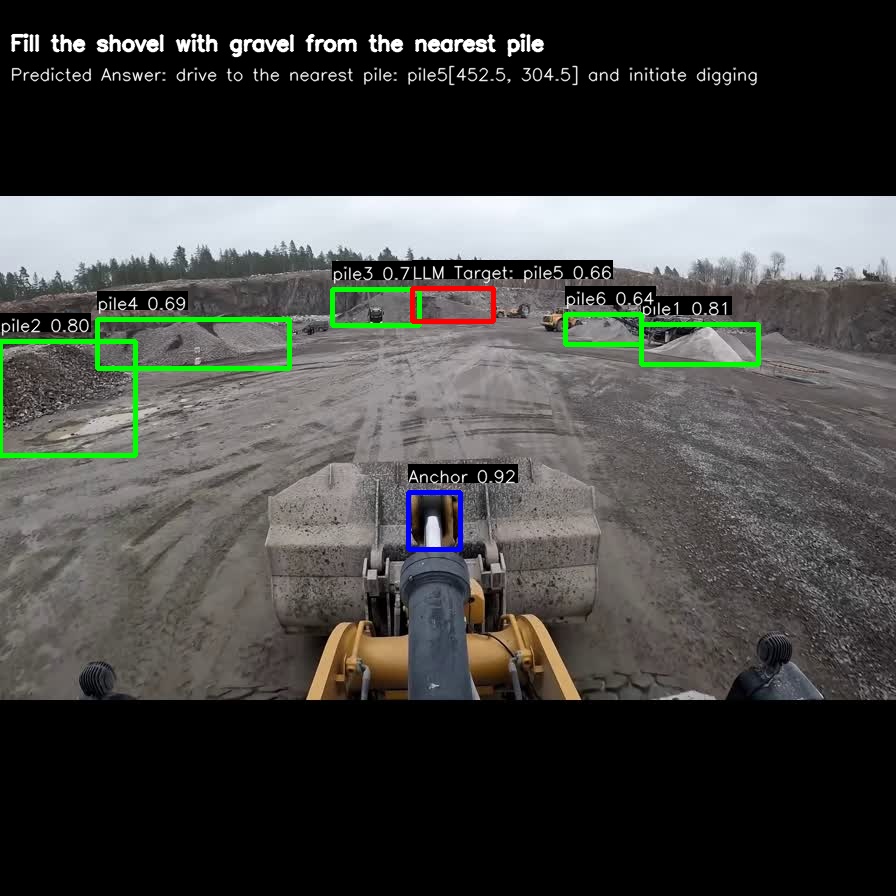 Fill the shovel with gravel from the nearest pile
Predicted Answer: drive to the nearest pile: pile5[452.5, 304.5] and initiate digging
pile3 0.7
LLM Target: pile5 0.66
pile4 0.69
pile6 0.64
pile1 0.81
pile2 0.80
Anchor 0.92